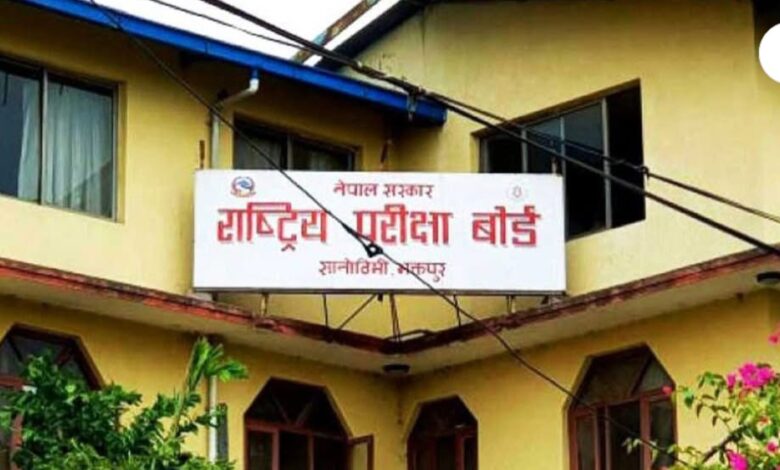 नेपाल सरकार
राष्ट्रिय परीक्षा बोर्ड
सानोठिमी, भक्तपुर